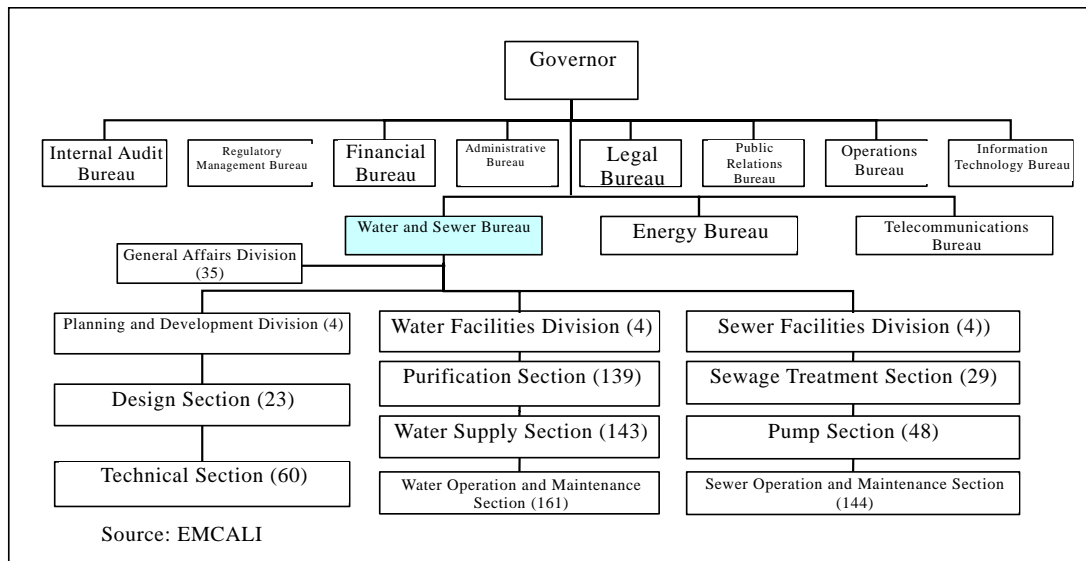 Governor
Internal Audit
Bureau
Regulatory
Management Bureau
Financial
Bureau
Administrative
Bureau
Legal
Bureau
Public
Relations
Bureau
Operations
Bureau
Information
Technology Bureau
Water and Sewer Bureau
Energy Bureau
Telecommunications
Bureau
General Affairs Division
(35)
Planning and Development Division (4)
Water Facilities Division (4)
Sewer Facilities Division (4))
Design Section (23)
Purification Section (139)
Sewage Treatment Section (29)
Water Supply Section (143)
Pump Section (48)
Technical Section (60)
Water Operation and Maintenance
Section (161)
Sewer Operation and Maintenance Section
(144)
Source: EMCALI